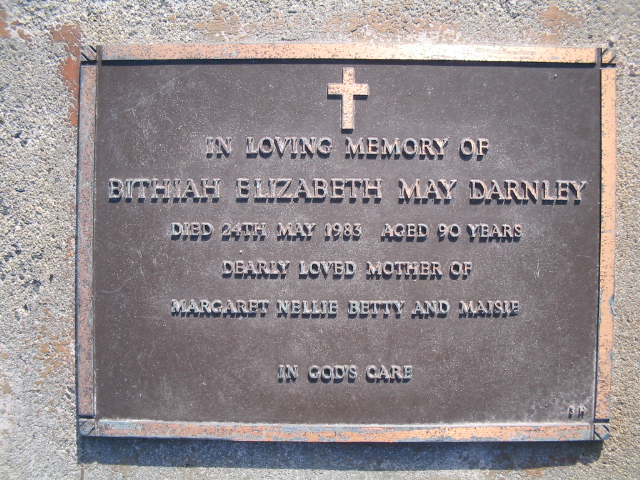 IN LOVING MEMORY OF
BITHIAH ELIZABETH MAY DARNLEY
DIED 24TH MAY 1983 AGED 90 YEARS
DEARLY LOVED MOTHER OF
MARGARET NELLIE BETTY AND MAISIE
IN GOD'S CARE